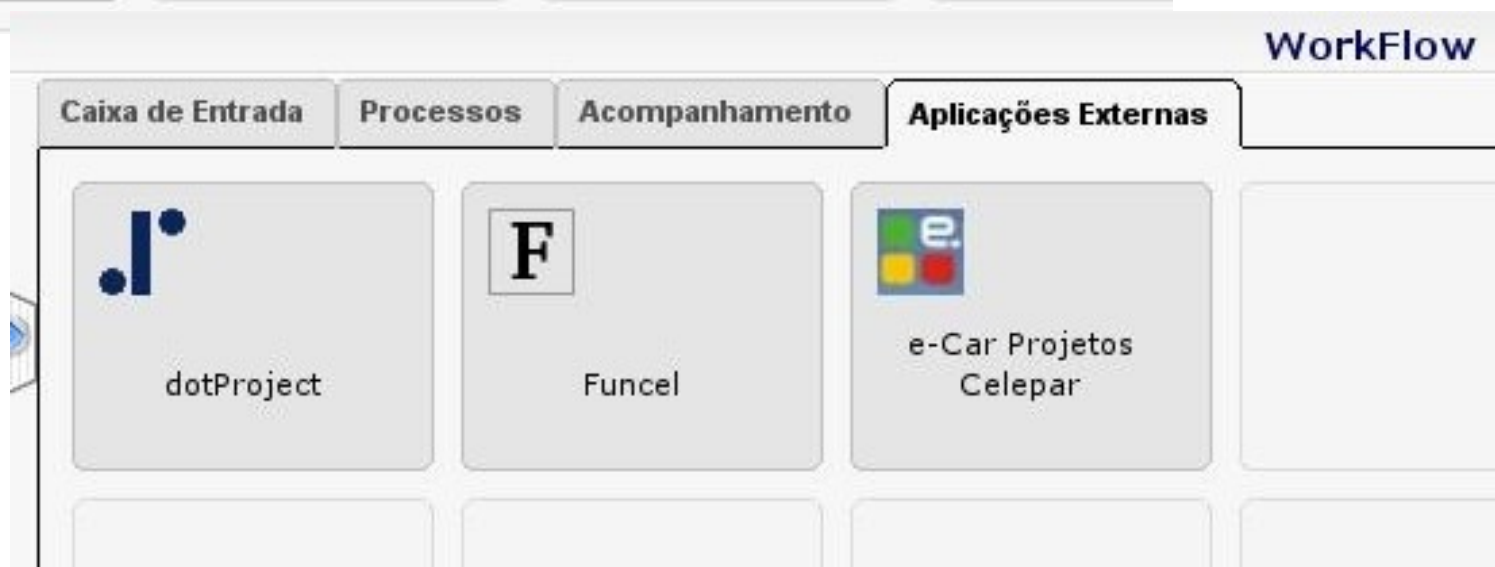 WorkFlow
Caixa de Entrada Processos Acompanhamento Aplicações Externas
F
e.
e-Car Projetos
dotProject Funcel Celepar